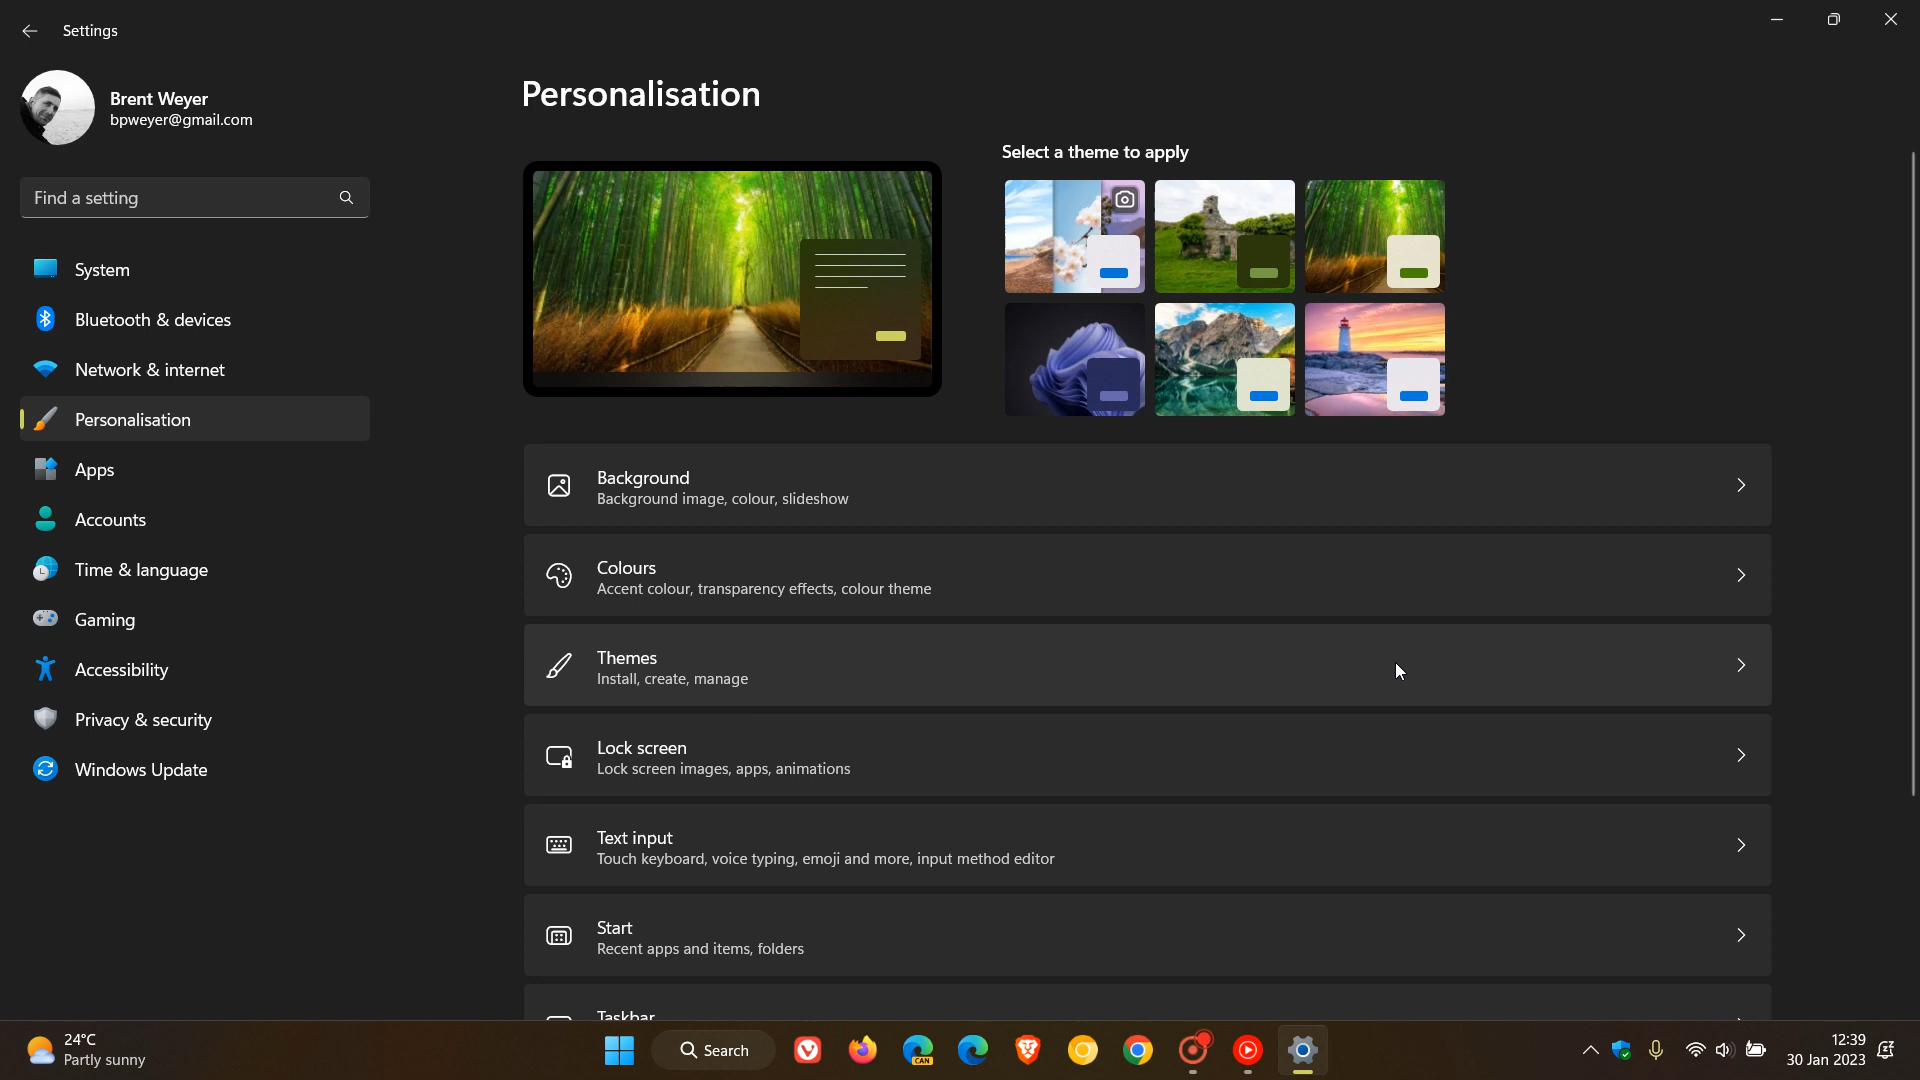 Settings
Brent Weyer
bpweyer@gmail.com
Find a setting
System
Bluetooth & devices
Network & internet
Personalisation
Apps
Accounts
Time & language
Gaming
Accessibility
Privacy & security
Windows Update
Personalisation
Select a theme to apply
Background
Background image, colour, slideshow
Colours
Accent colour, transparency effects, colour theme
Themes
Install, create, manage
Lock screen
Lock screen images, apps, animations
Text input
Touch keyboard, voice typing, emoji and more, input method editor
Start
Recent apps and items, folders
Taskbar
24°C
Partly sunny
Search
CAN
12:39
30 Jan 2023